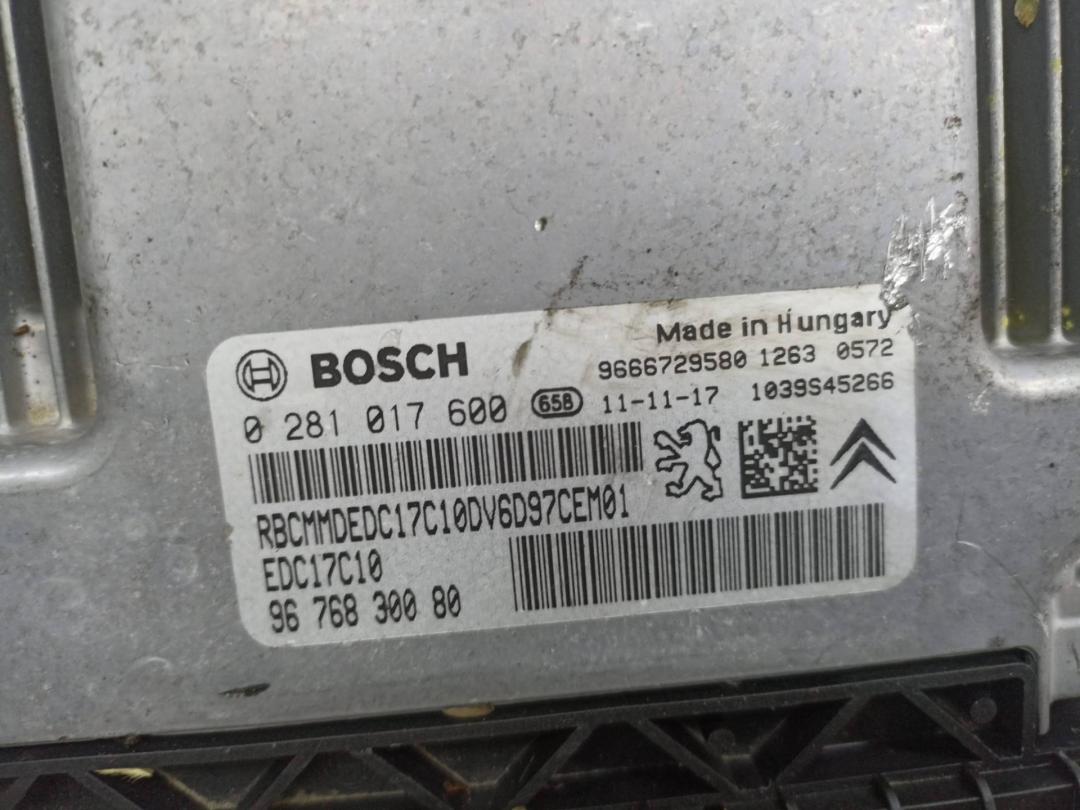 BOSCH
Made in Hungary
9666729580 1263 0572
0 281 017 600 658 11-11-17 1039S45266
RBCMMDEDC17C10DV6D97CEM01
EDC17C10
96 768 300 80